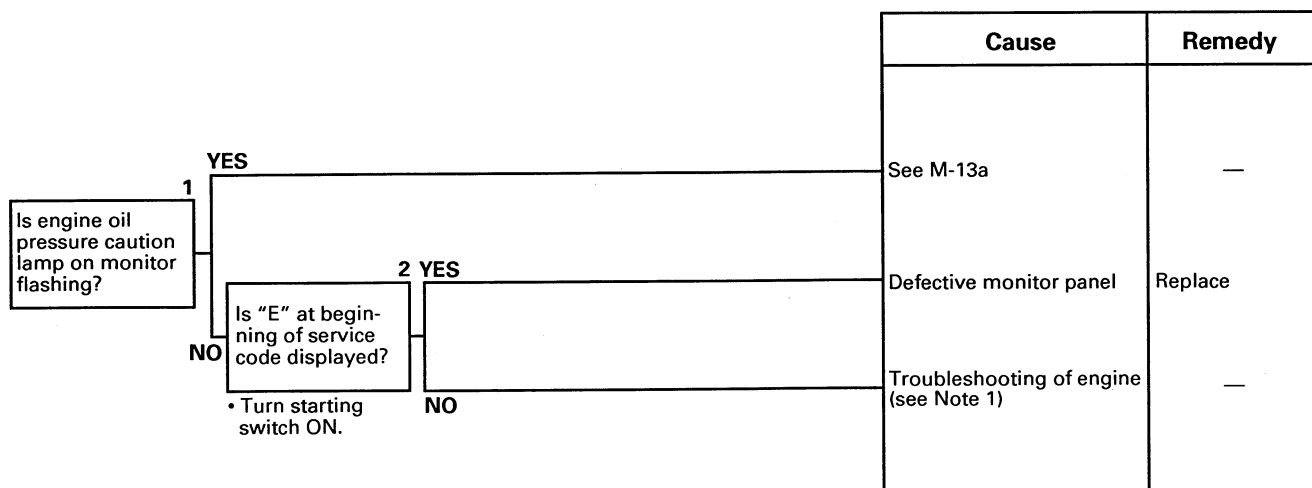 Cause
Remedy
YES
See M-13a
—
1
Is engine oil
pressure caution
lamp on monitor
flashing?
2 YES
Defective monitor panel
Replace
Is "E" at begin-
ning of service
code displayed?
NO
• Turn starting
switch ON.
NO
Troubleshooting of engine
(see Note 1)
—